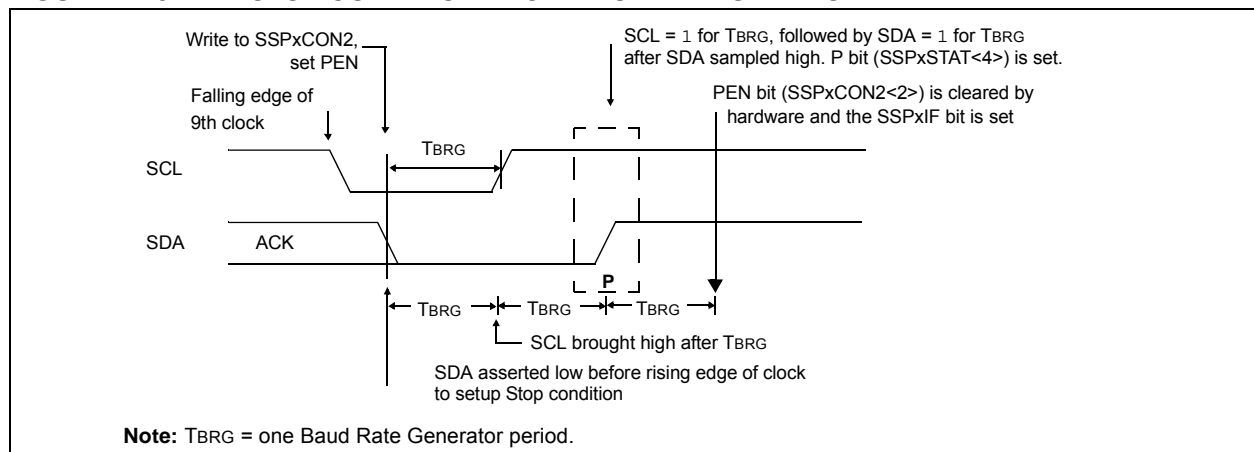 Write to SSPxCON2,
set PEN
SCL = 1 for TBRG, followed by SDA = 1 for TBRG
after SDA sampled high. P bit (SSPxSTAT<4>) is set.
Falling edge of
9th clock
PEN bit (SSPxCON2<2>) is cleared by
hardware and the SSPxIF bit is set
TBRG
SCL
SDA
ACK
P
TBRG
TBRG
TBRG
SCL brought high after TBRG
SDA asserted low before rising edge of clock
to setup Stop condition
Note: TBRG = one Baud Rate Generator period.